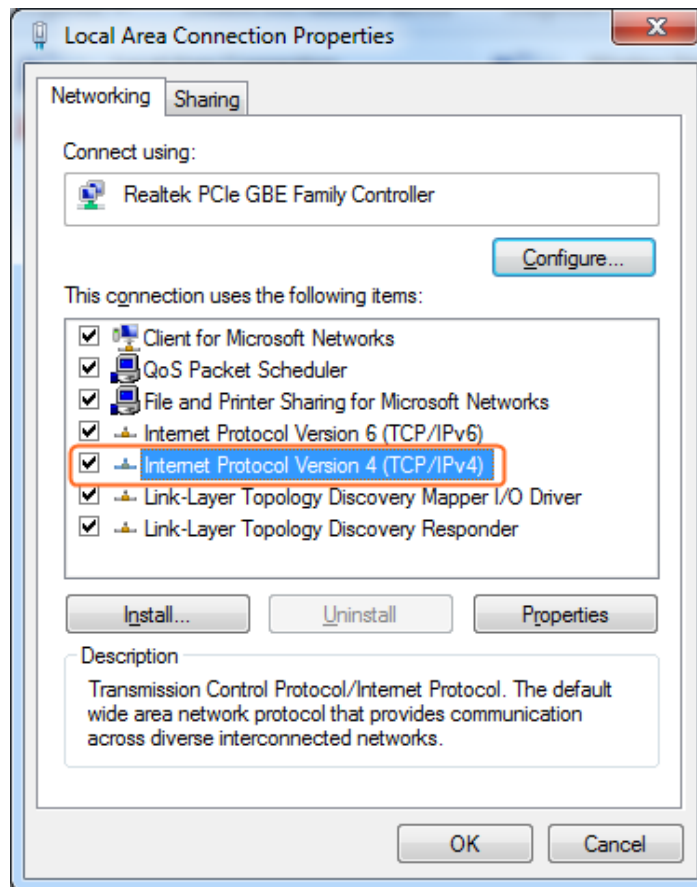 Local Area Connection Properties
Networking
Sharing
Connect using:
Realtek PCIe GBE Family Controller
Configure...
This connection uses the following items:
Client for Microsoft Networks
QoS Packet Scheduler
File and Printer Sharing for Microsoft Networks
Internet Protocol Version 6 (TCP/IPv6)
Internet Protocol Version 4 (TCP/IPv4)
Link-Layer Topology Discovery Mapper I/O Driver
Link-Layer Topology Discovery Responder
Install...
Uninstall
Properties
Description
Transmission Control Protocol/Internet Protocol. The default
wide area network protocol that provides communication
across diverse interconnected networks.
OK
Cancel